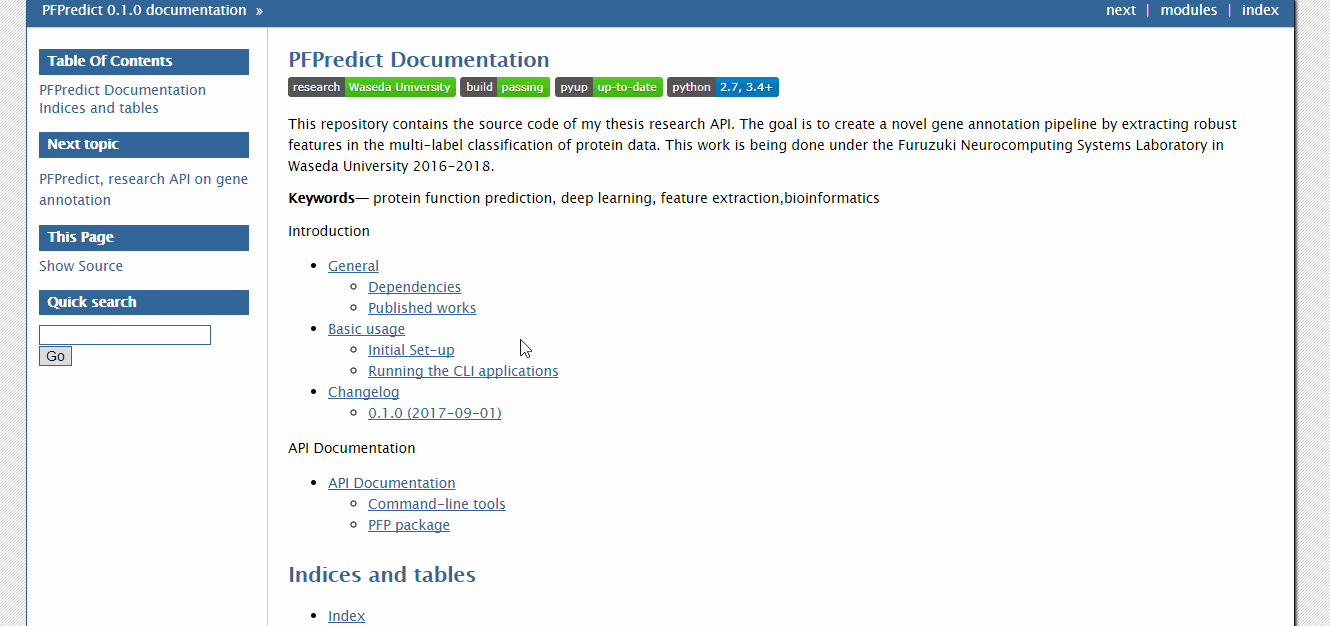 PFPredict 0.1.0 documentation »
next | modules | index
Table Of Contents
PFPredict Documentation
Indices and tables
Next topic
PFPredict, research API on gene
annotation
This Page
Show Source
Quick search
Go
PFPredict Documentation
research Waseda University build passing pyup up-to-date python 2.7, 3.4+
This repository contains the source code of my thesis research API. The goal is to create a novel gene annotation pipeline by extracting robust
features in the multi-label classification of protein data. This work is being done under the Furuzuki Neurocomputing Systems Laboratory in
Waseda University 2016-2018.
Keywords— protein function prediction, deep learning, feature extraction,bioinformatics
Introduction
General
Dependencies
Published works
Basic usage
Initial Set-up
Running the CLI applications
Changelog
0.1.0 (2017-09-01)
API Documentation
API Documentation
Command-line tools
PFP package
Indices and tables
Index